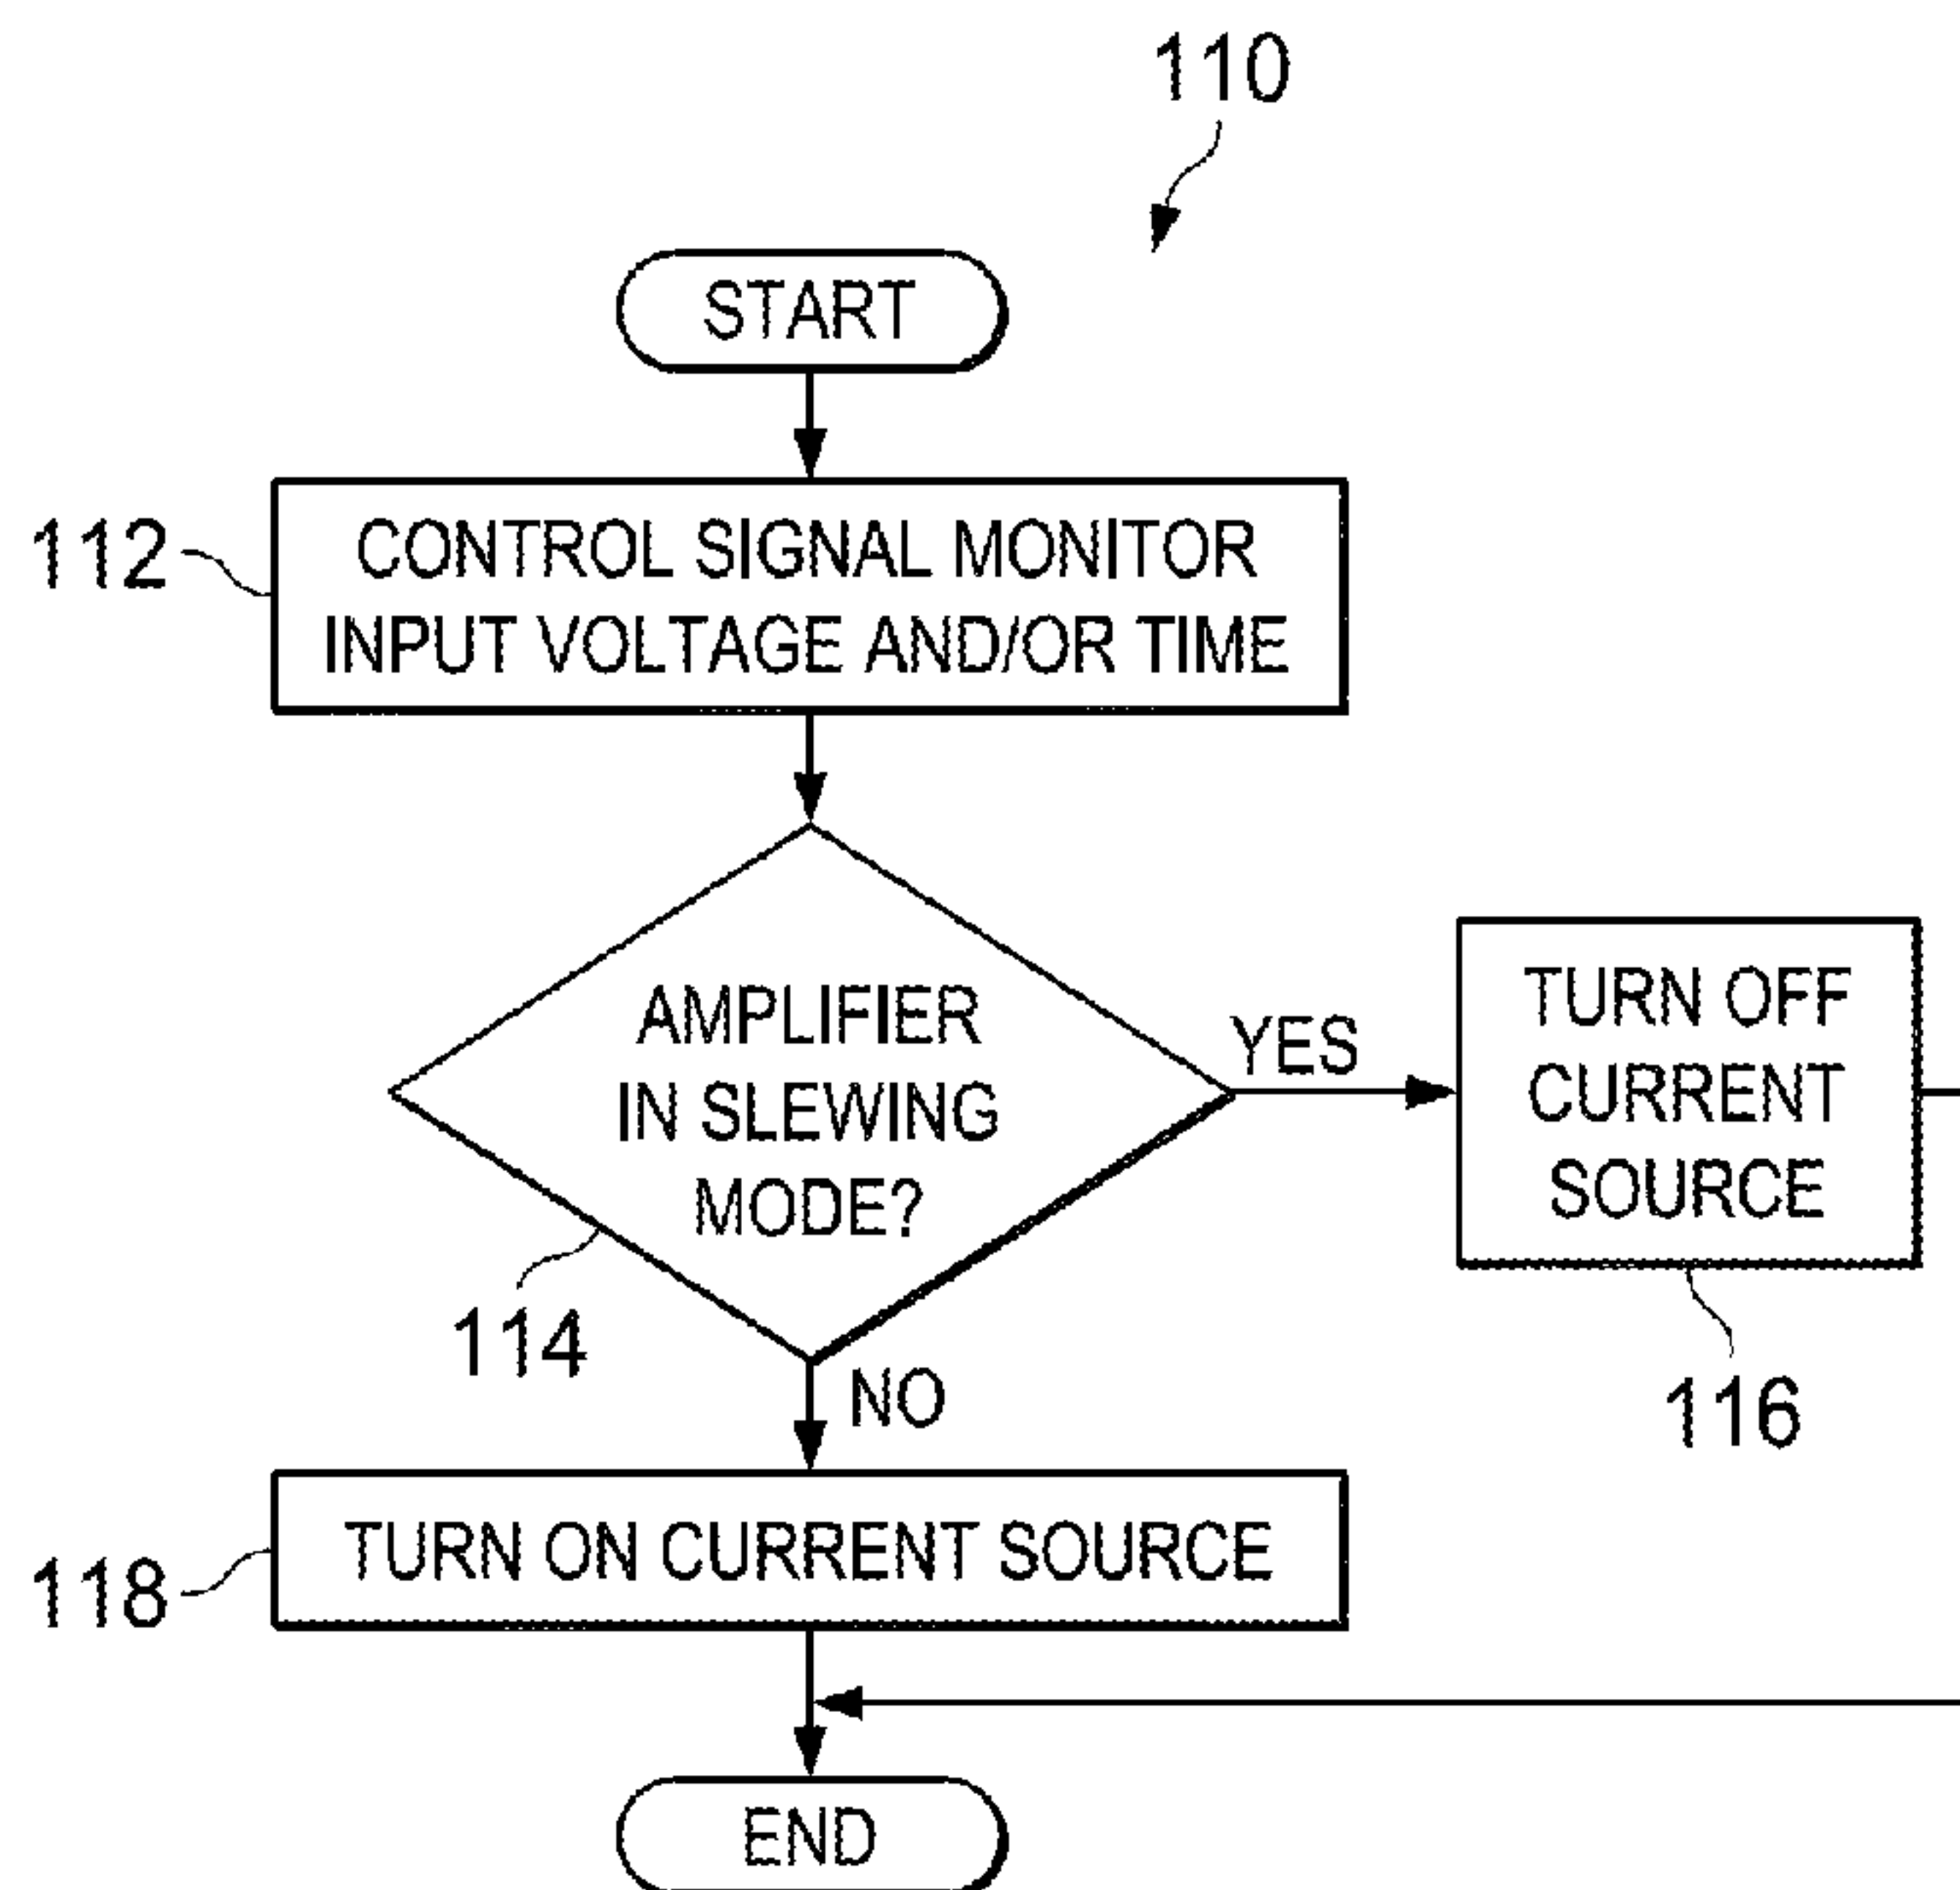 110
START
112
CONTROL SIGNAL MONITOR
INPUT VOLTAGE AND/OR TIME
AMPLIFIER
IN SLEWING
MODE?
114
YES
TURN OFF
CURRENT
SOURCE
116
NO
118
TURN ON CURRENT SOURCE
END